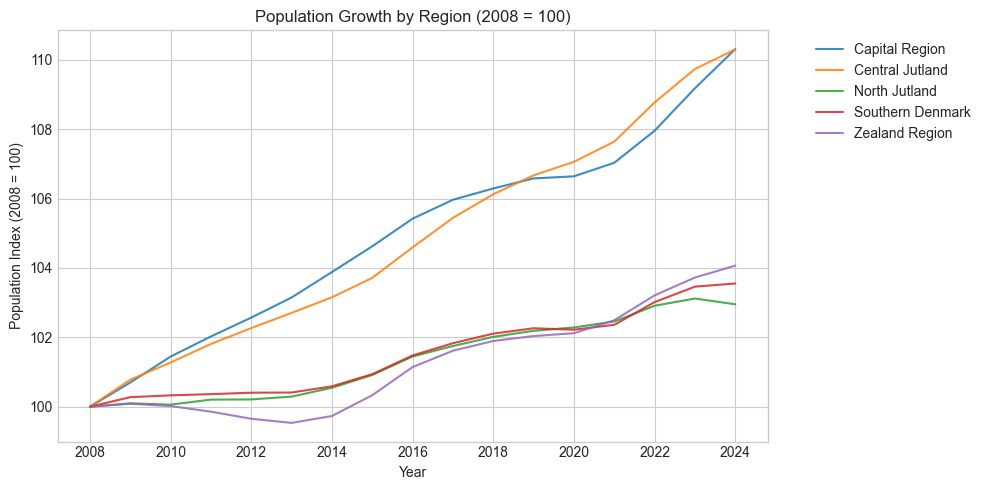 Population Growth by Region (2008 = 100)
Capital Region
Central Jutland
North Jutland
Southern Denmark
Zealand Region
Population Index (2008 = 100)
110
108
106
104
102
100
2008 2010 2012 2014 2016 2018 2020 2022 2024
Year